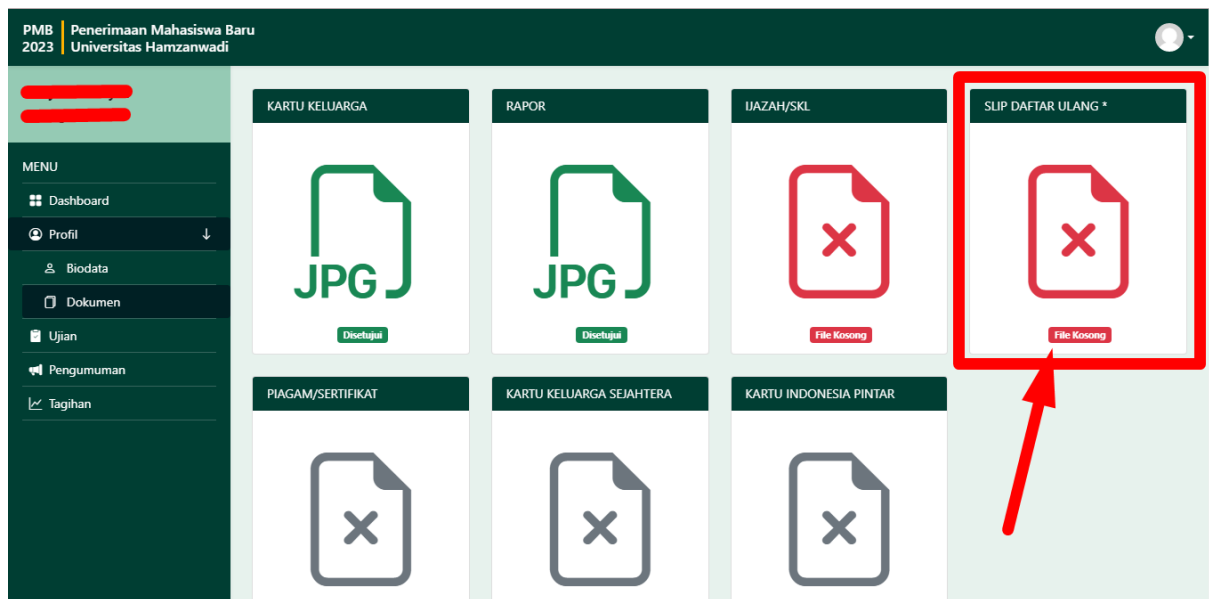 PMB
2023
Penerimaan Mahasiswa Baru
Universitas Hamzanwadi
MENU
Dashboard
Profil
Biodata
Dokumen
Ujian
Pengumuman
Tagihan
KARTU KELUARGA
JPG
Disetujui
RAPOR
JPG
Disetujui
IJAZAH/SKL
File Kosong
SLIP DAFTAR ULANG *
File Kosong
PIAGAM/SERTIFIKAT
KARTU KELUARGA SEJAHTERA
KARTU INDONESIA PINTAR